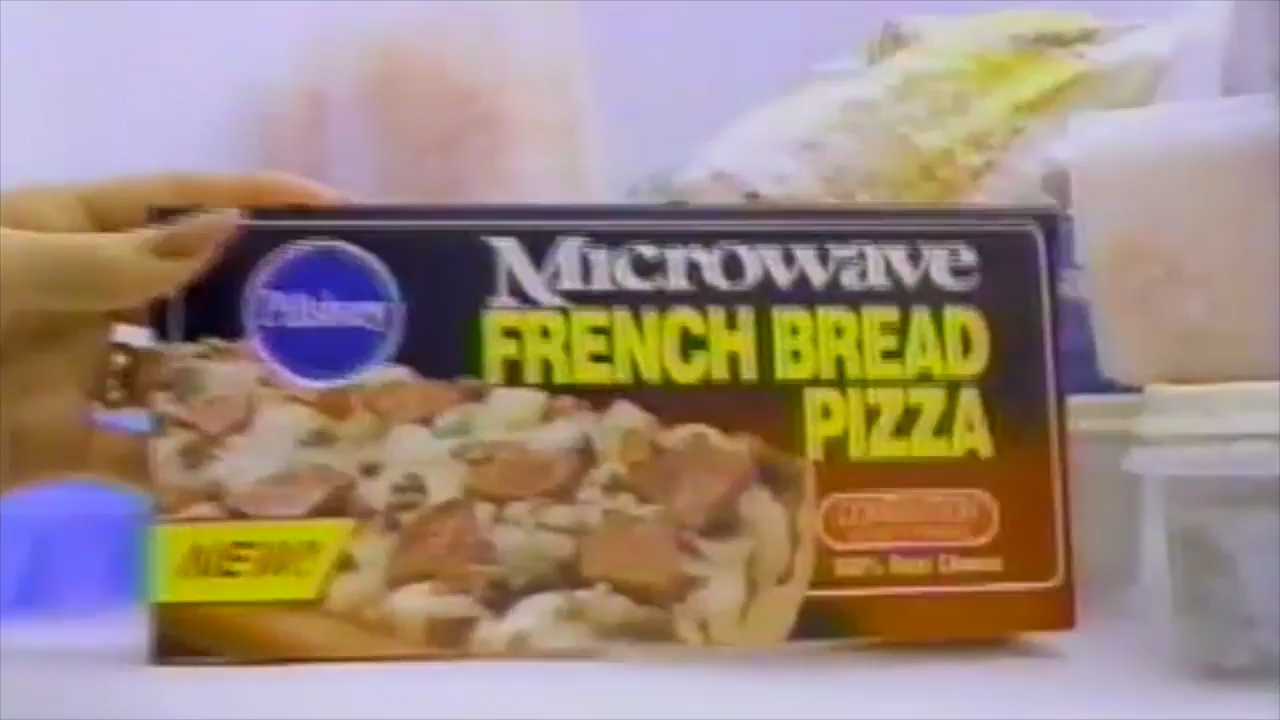 Pillsbury
Microwave
FRENCH BREAD
PIZZA
NEW!
100% Real Cheese